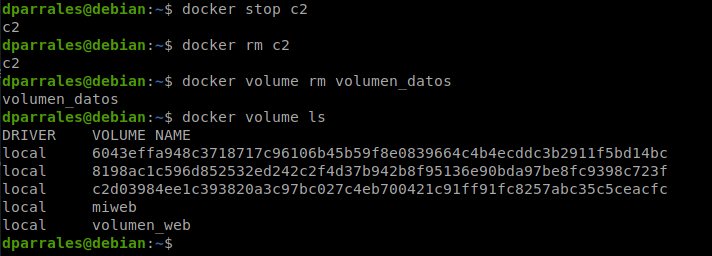 dparrales@debian:~$ docker stop c2
c2
dparrales@debian:~$ docker rm c2
c2
dparrales@debian:~$ docker volume rm volumen_datos
volumen_datos
dparrales@debian:~$ docker volume ls
DRIVER    VOLUME NAME
local     6043effa948c3718717c96106b45b59f8e0839664c4b4ecddc3b2911f5bd14bc
local     8198ac1c596d852532ed242c2f4d37b942b8f95136e90bda97be8fc9398c723f
local     c2d03984ee1c393820a3c97bc027c4eb700421c91ff91fc8257abc35c5ceacfc
local     miweb
local     volumen_web
dparrales@debian:~$